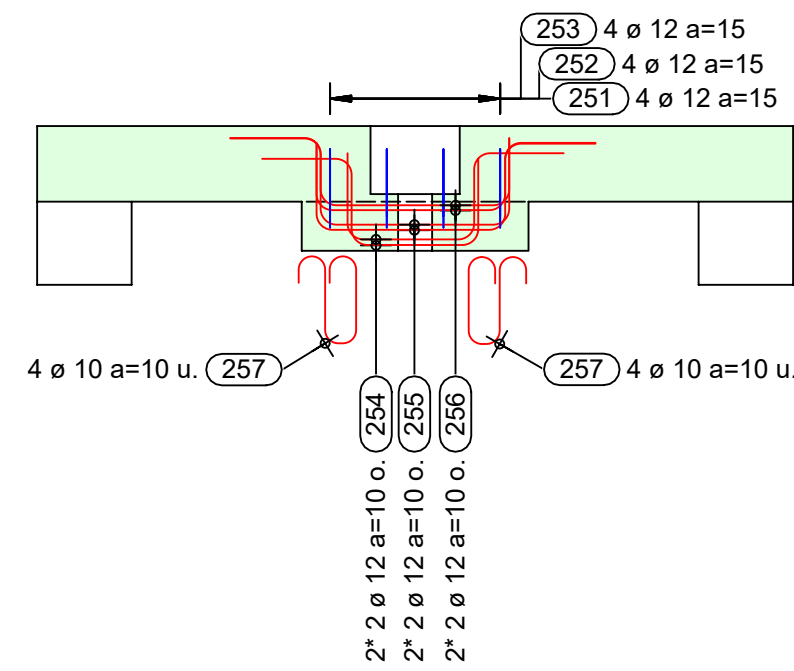 253 4 ø 12 a=15
252 4 ø 12 a=15
251 4 ø 12 a=15
4 ø 10 a=10 u. 257
257 4 ø 10 a=10 u.
2* 2 ø 12 a=10 o. 254
2* 2 ø 12 a=10 o. 255
2* 2 ø 12 a=10 o. 256